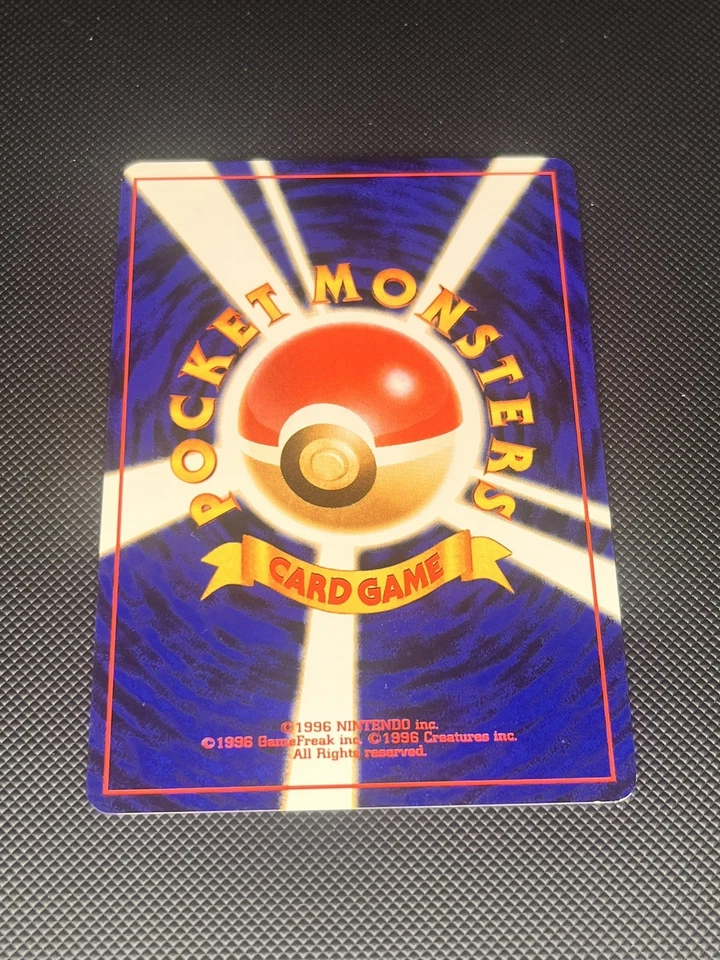 POCKET MONSTERS
CARD GAME
©1996 NINTENDO inc.
©1996 GameFreak inc. ©1996 Creatures inc.
All Rights reserved.